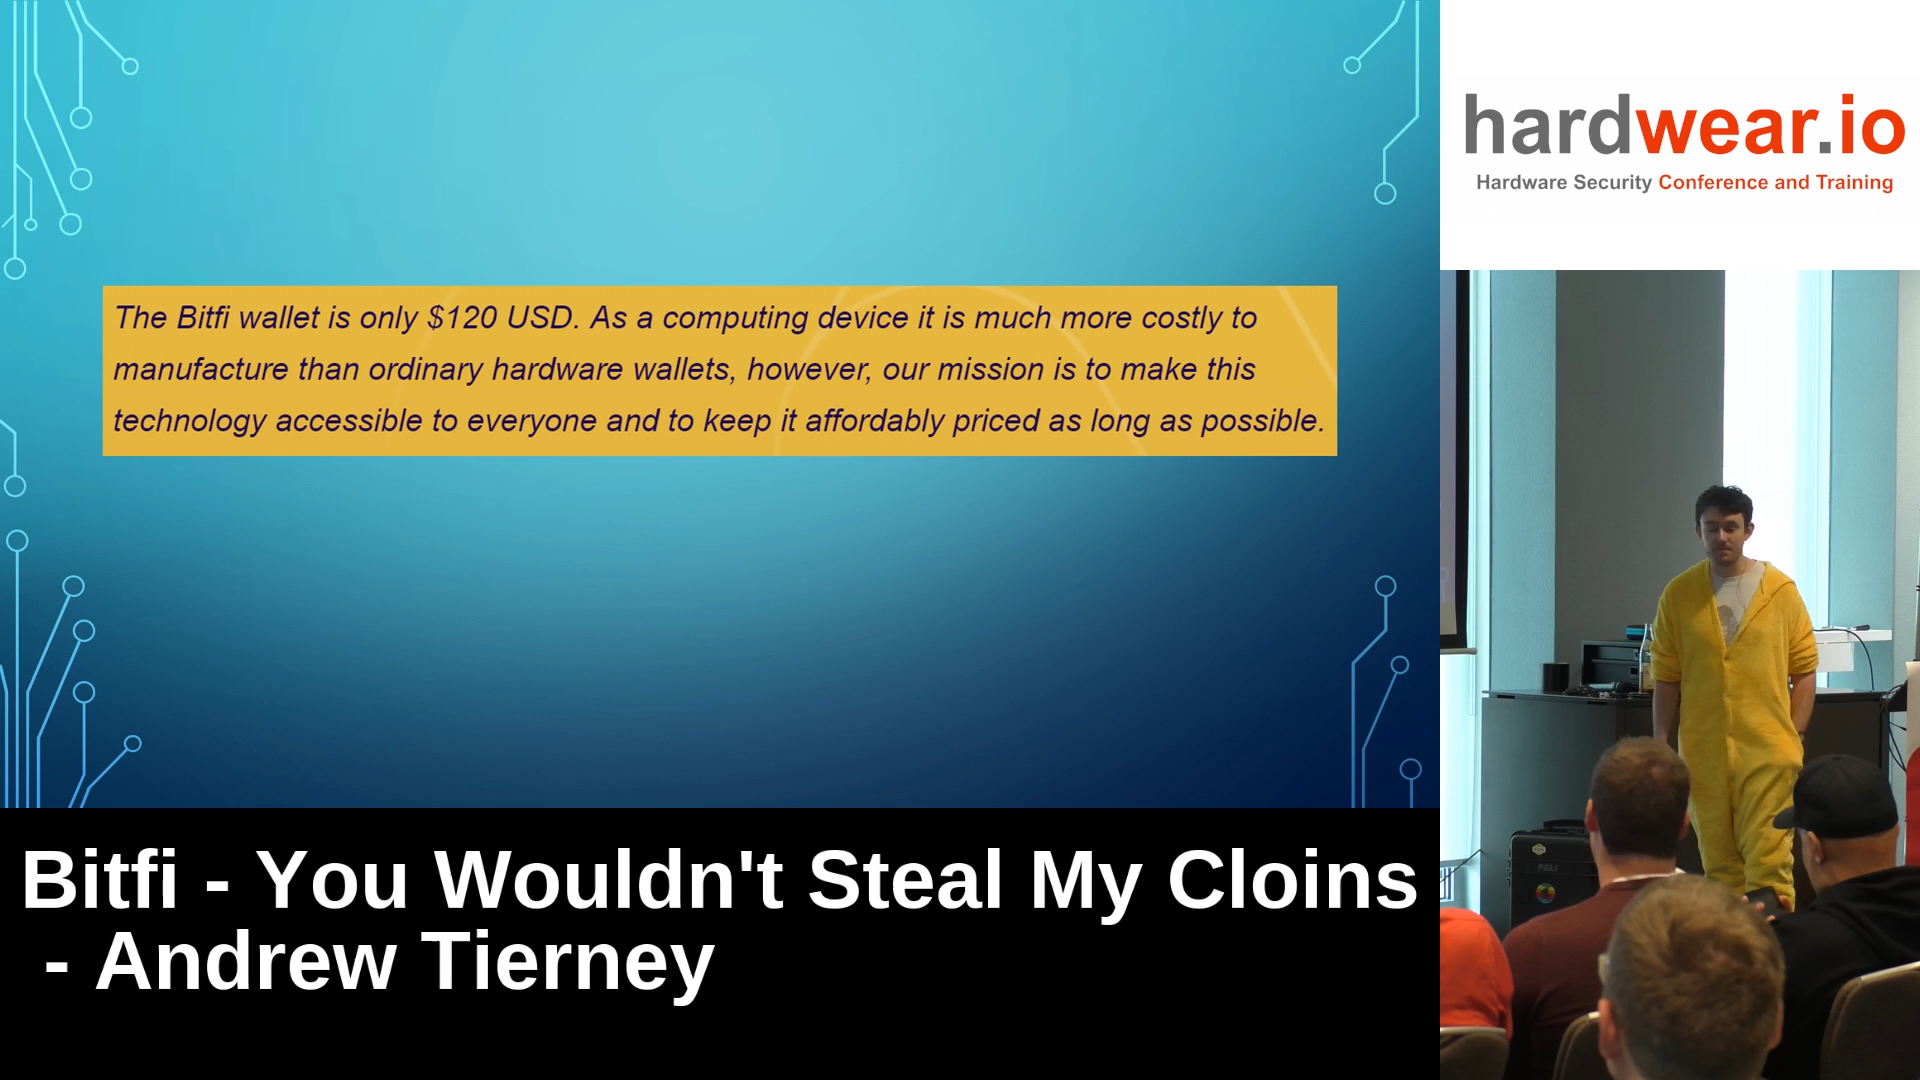 The Bitfi wallet is only $120 USD. As a computing device it is much more costly to
manufacture than ordinary hardware wallets, however, our mission is to make this
technology accessible to everyone and to keep it affordably priced as long as possible.
hardwear.io
Hardware Security Conference and Training
PELI
Bitfi - You Wouldn't Steal My Cloins
- Andrew Tierney